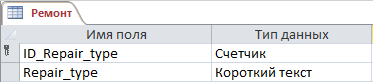 Ремонт
Имя поля Тип данных
ID_Repair_type Счетчик
Repair_type Короткий текст